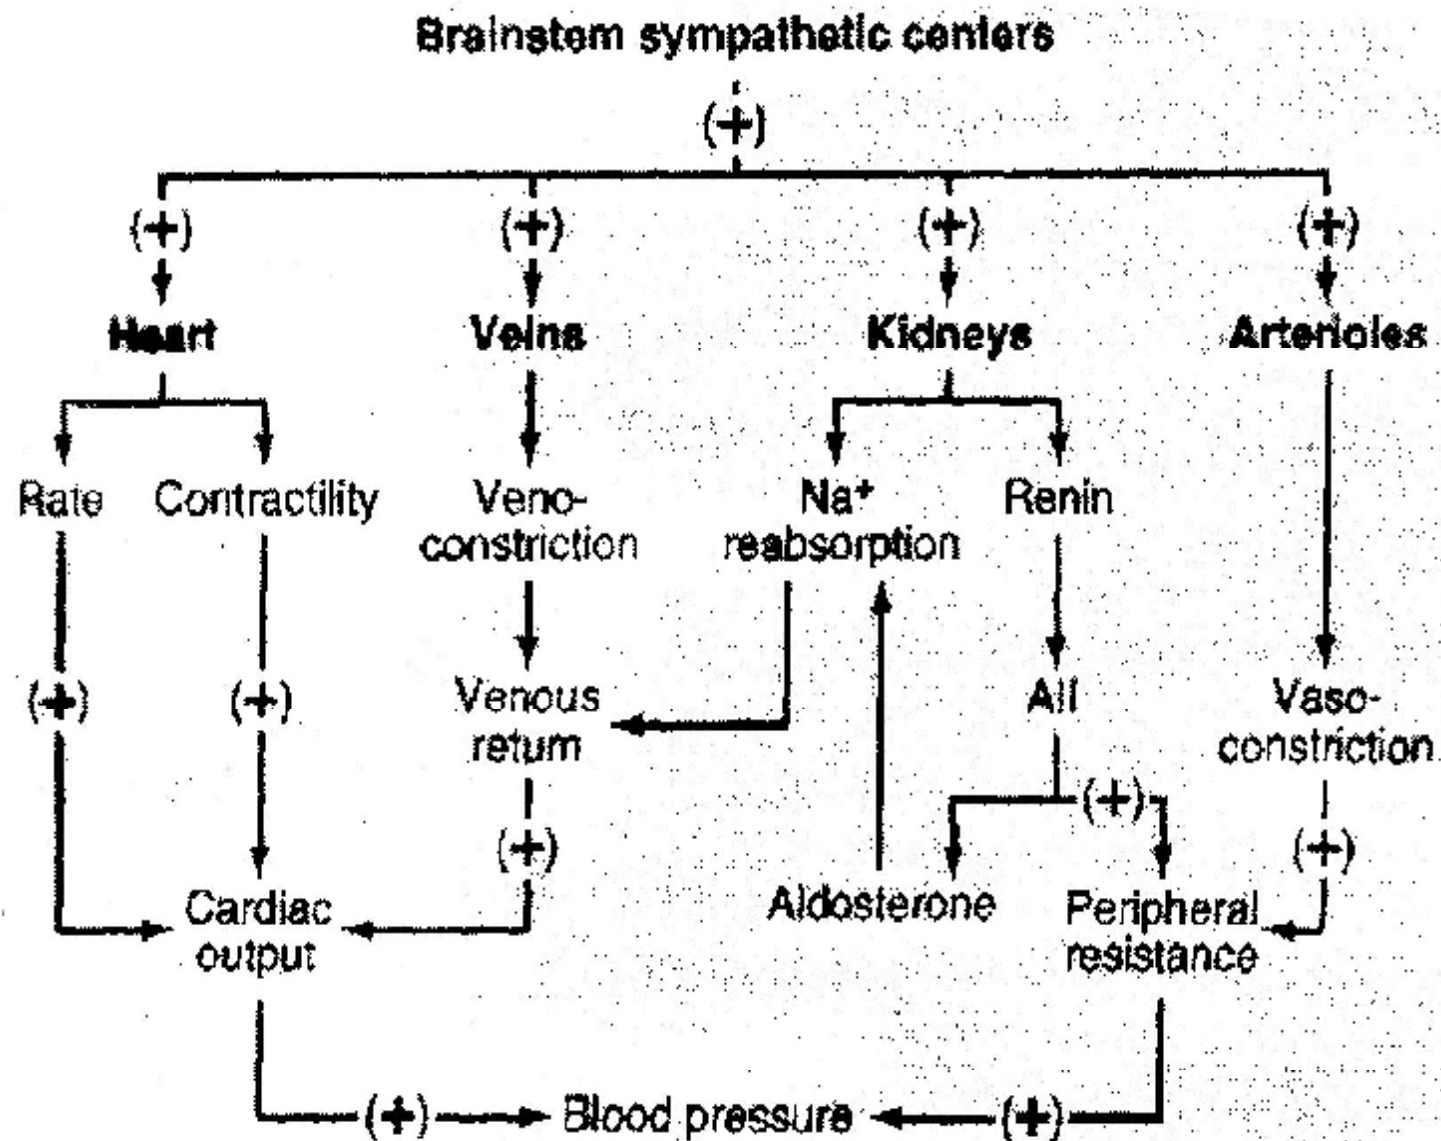 Brainstem sympathetic centers
(+)
(+) (+) (+) (+)
Heart Veins Kidneys Arterioles
Rate Contractility Veno- Na+ Renin
constriction reabsorption
(+) (+) Venous AII Vaso-
return constriction
(+)
(+) (+)
Cardiac Aldosterone Peripheral
output resistance
(+) Blood pressure (+)